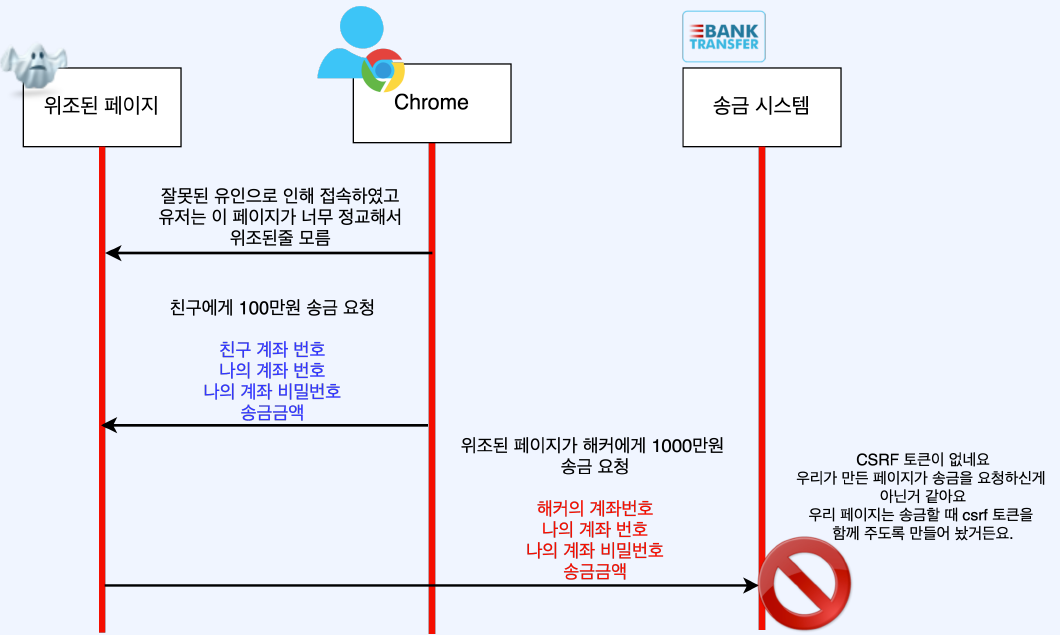 BANK
TRANSFER
위조된 페이지
Chrome
송금 시스템
잘못된 유인으로 인해 접속하였고
유저는 이 페이지가 너무 정교해서
위조된줄 모름
친구에게 100만원 송금 요청
친구 계좌 번호
나의 계좌 번호
나의 계좌 비밀번호
송금금액
위조된 페이지가 해커에게 1000만원
송금 요청
해커의 계좌번호
나의 계좌 번호
나의 계좌 비밀번호
송금금액
CSRF 토큰이 없네요
우리가 만든 페이지가 송금을 요청하신게
아닌거 같아요
우리 페이지는 송금할 때 csrf 토큰을
함께 주도록 만들어 놨거든요.